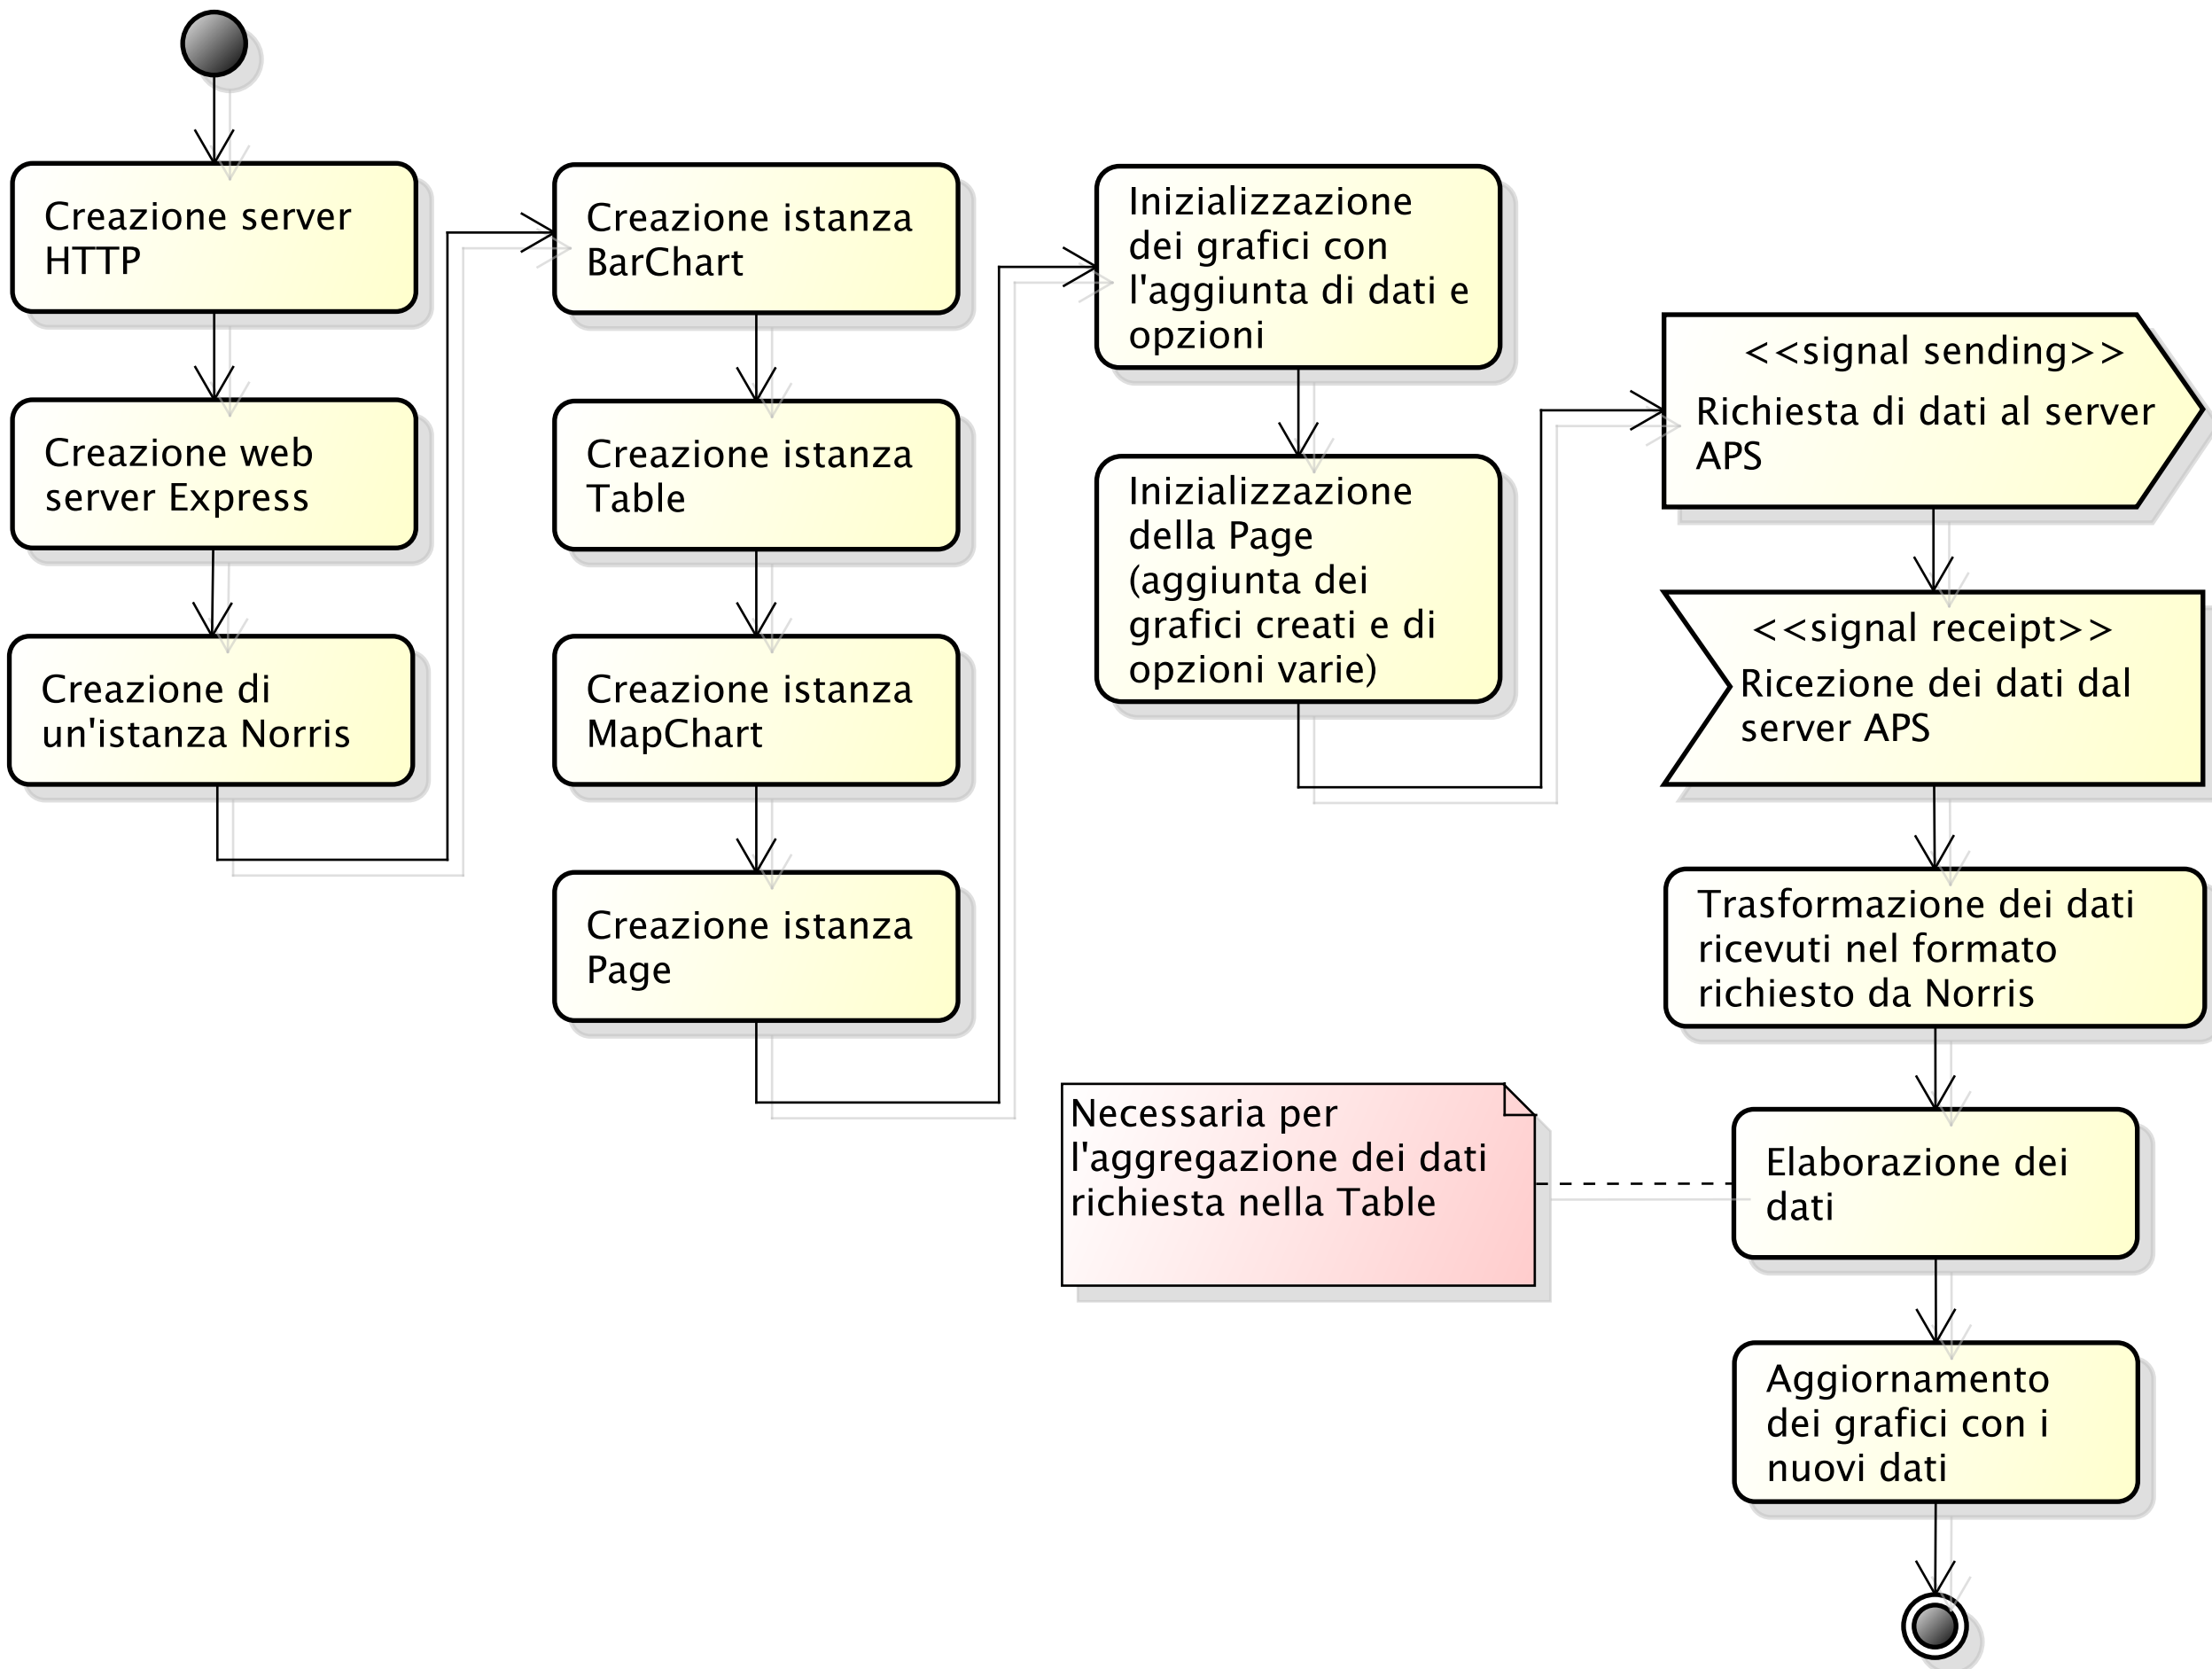 Creazione server
HTTP
Creazione web
server Express
Creazione di
un'istanza Norris
Creazione istanza
BarChart
Creazione istanza
Table
Creazione istanza
MapChart
Creazione istanza
Page
Inizializzazione
dei grafici con
l'aggiunta di dati e
opzioni
Inizializzazione
della Page
(aggiunta dei
grafici creati e di
opzioni varie)
<<signal sending>>
Richiesta di dati al server
APS
<<signal receipt>>
Ricezione dei dati dal
server APS
Trasformazione dei dati
ricevuti nel formato
richiesto da Norris
Necessaria per
l'aggregazione dei dati
richiesta nella Table
Elaborazione dei
dati
Aggiornamento
dei grafici con i
nuovi dati